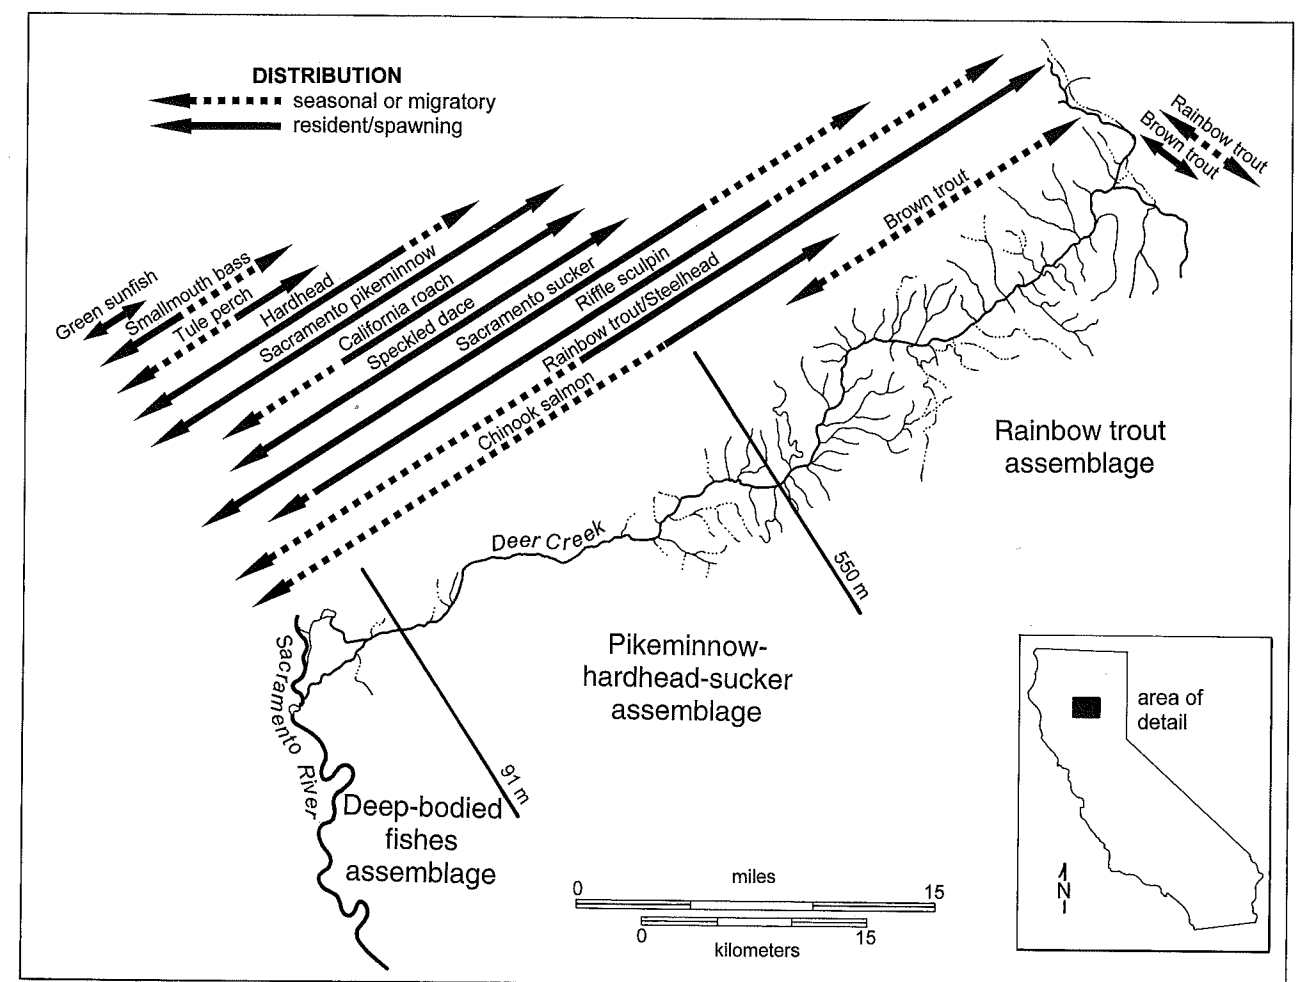 DISTRIBUTION
seasonal or migratory
resident/spawning
Rainbow trout
Brown trout
Brown trout
Green sunfish
Smallmouth bass
Tule perch
Hardhead
Sacramento pikeminnow
California roach
Speckled dace
Sacramento sucker
Riffle sculpin
Rainbow trout/Steelhead
Chinook salmon
Rainbow trout
assemblage
Deer Creek
550 m
Pikeminnow-
hardhead-sucker
assemblage
Sacramento River
91 m
Deep-bodied
fishes
assemblage
area of
detail
N
miles
0 15
0 15
kilometers